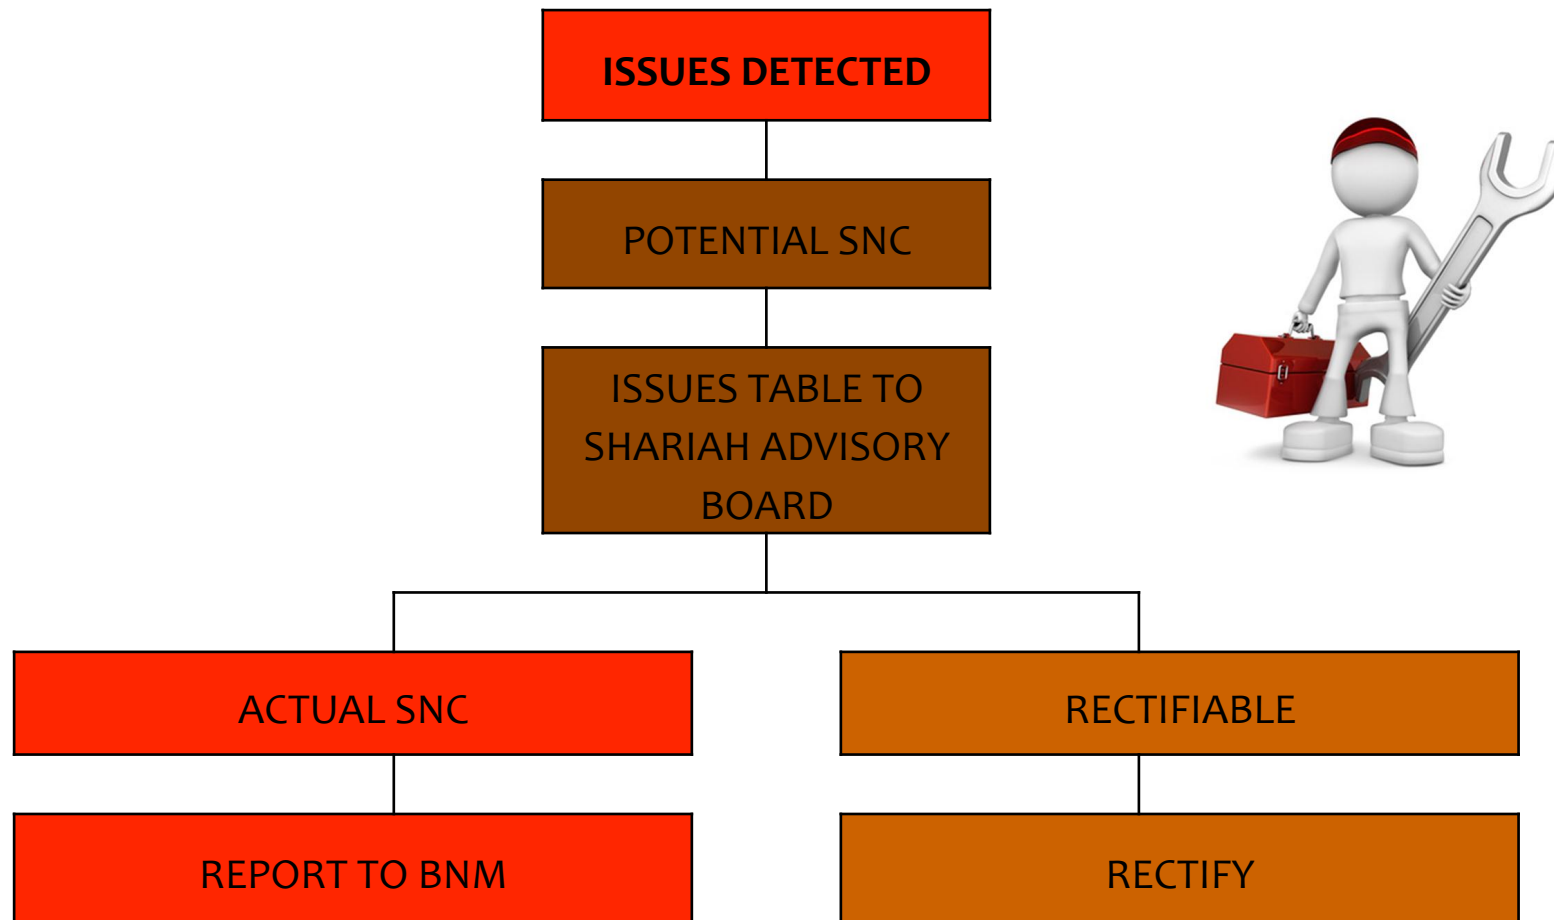 ISSUES DETECTED
POTENTIAL SNC
ISSUES TABLE TO
SHARIAH ADVISORY
BOARD
ACTUAL SNC
RECTIFIABLE
REPORT TO BNM
RECTIFY